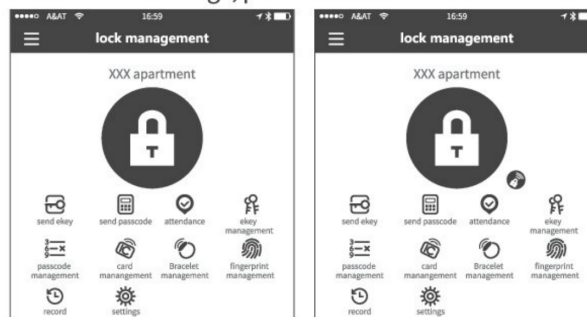 A&AT 16:59
lock management
XXX apartment
T
send ekey send passcode attendance ekey management
passcode management card mangement Bracelet management fingerprint management
record settings
A&AT 16:59
lock management
XXX apartment
T
send ekey send passcode attendance ekey management
passcode management card mangement Bracelet management fingerprint management
record settings